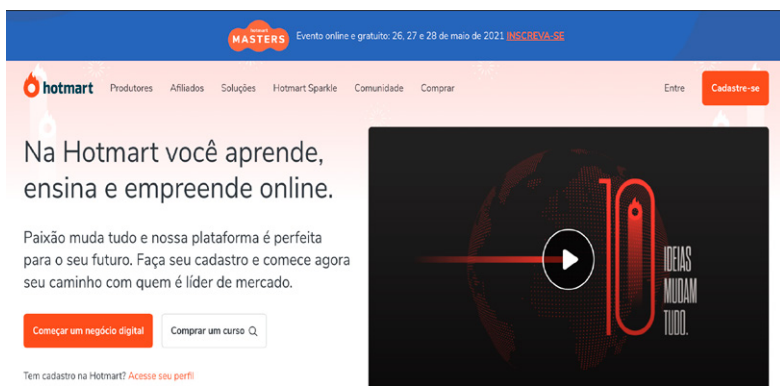 hotmart
MASTERS
Evento online e gratuito: 26, 27 e 28 de maio de 2021 INSCREVA-SE
hotmart Produtores Afiliados Soluções Hotmart Sparkle Comunidade Comprar Entre Cadastre-se
Na Hotmart você aprende,
ensina e empreende online.
Paixão muda tudo e nossa plataforma é perfeita
para o seu futuro. Faça seu cadastro e comece agora
seu caminho com quem é líder de mercado.
Começar um negócio digital Comprar um curso
Tem cadastro na Hotmart? Acesse seu perfil
10
IDEIAS
MUDAM
TUDO.